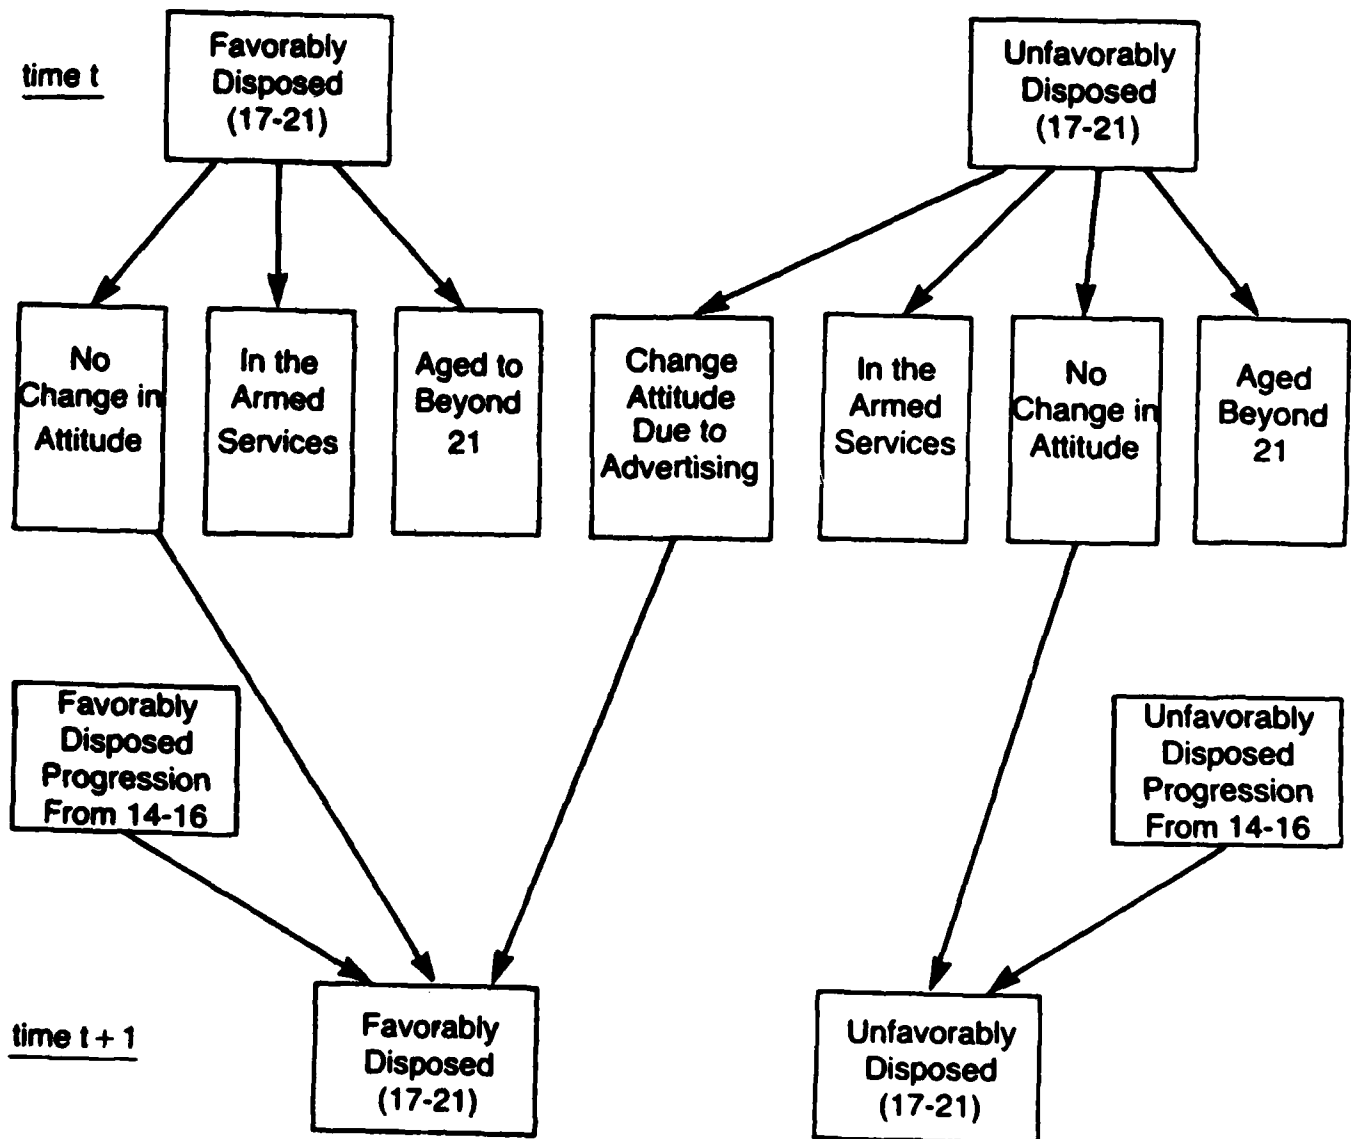 time t
Favorably
Disposed
(17-21)
Unfavorably
Disposed
(17-21)
No
Change in
Attitude
In the
Armed
Services
Aged to
Beyond
21
Change
Attitude
Due to
Advertising
In the
Armed
Services
No
Change in
Attitude
Aged
Beyond
21
Favorably
Disposed
Progression
From 14-16
Unfavorably
Disposed
Progression
From 14-16
time t + 1
Favorably
Disposed
(17-21)
Unfavorably
Disposed
(17-21)